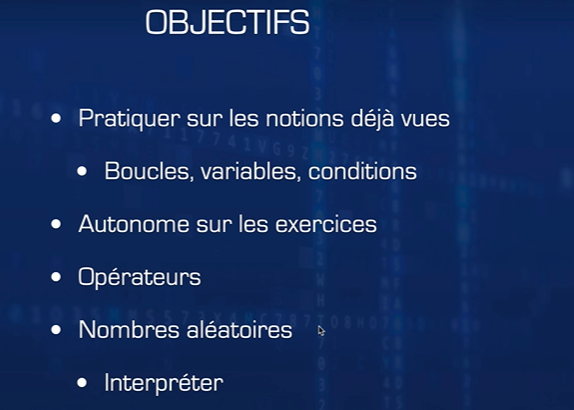 OBJECTIFS
• Pratiquer sur les notions déjà vues
• Boucles, variables, conditions
• Autonome sur les exercices
• Opérateurs
• Nombres aléatoires
• Interpréter